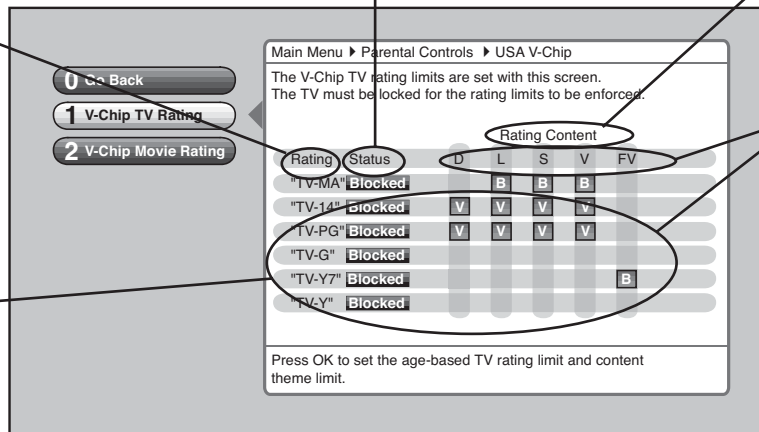 Main Menu ▶ Parental Controls ▶ USA V-Chip
0 Go Back
1 V-Chip TV Rating
2 V-Chip Movie Rating
The V-Chip TV rating limits are set with this screen.
The TV must be locked for the rating limits to be enforced.
Rating Content
Rating Status D L S V FV
"TV-MA" Blocked B B B
"TV-14" Blocked V V V V
"TV-PG" Blocked V V V V
"TV-G" Blocked
"TV-Y7" Blocked B
"TV-Y" Blocked
Press OK to set the age-based TV rating limit and content
theme limit.